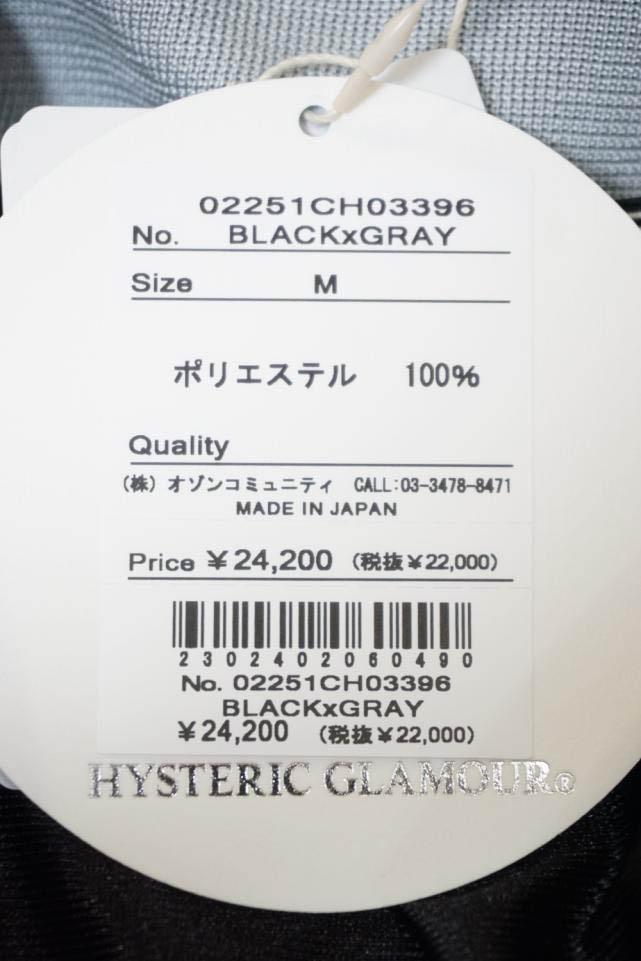 02251CH03396
No. BLACKxGRAY
Size M
ポリエステル 100%
Quality
(株) オゾンコミュニティ CALL:03-3478-8471
MADE IN JAPAN
Price ¥24,200 (税抜¥22,000)
2302402060490
No. 02251CH03396
BLACKxGRAY
¥24,200 (税抜¥22,000)
HYSTERIC GLAMOUR®